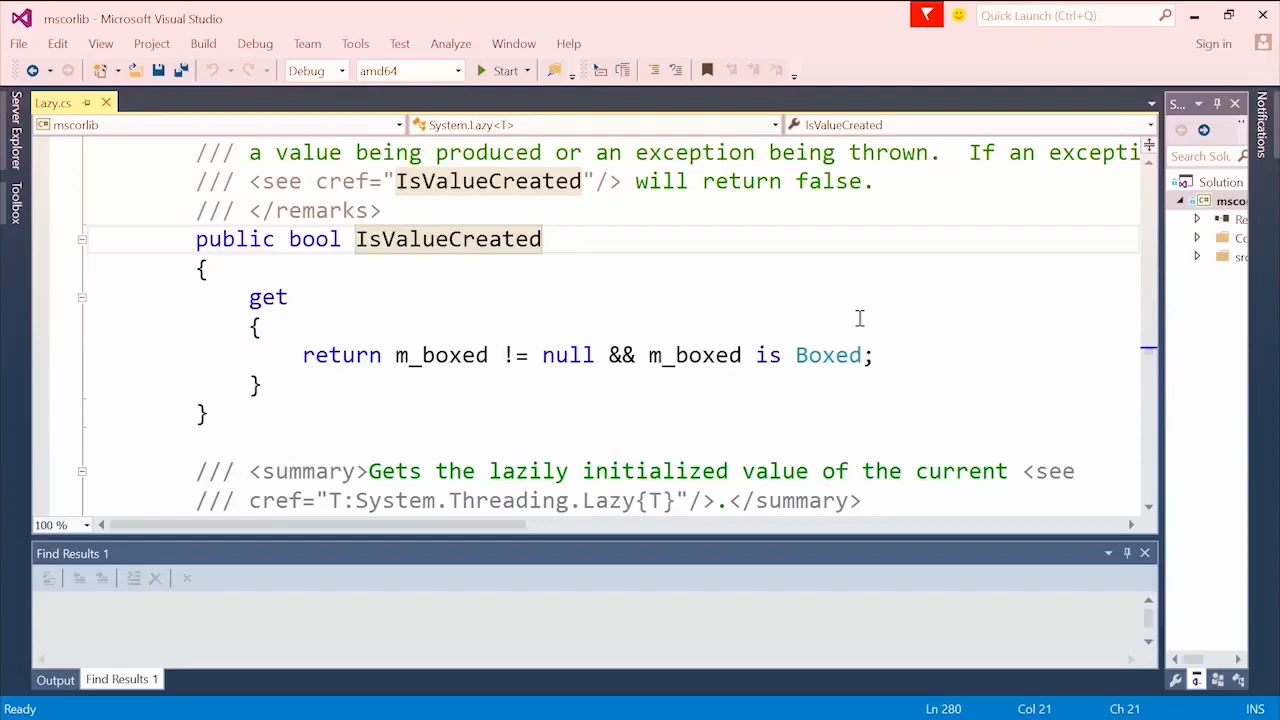 mscorlib - Microsoft Visual Studio
Quick Launch (Ctrl+Q)
File Edit View Project Build Debug Team Tools Test Analyze Window Help
Sign in
Debug amd64 Start
Lazy.cs
S...
mscorlib System.Lazy<T> IsValueCreated
Server Explorer
Toolbox
Notifications
/// a value being produced or an exception being thrown.  If an excepti
/// <see cref="IsValueCreated"/> will return false.
/// </remarks>
public bool IsValueCreated
{
get
{
return m_boxed != null && m_boxed is Boxed;
}
}
/// <summary>Gets the lazily initialized value of the current <see
/// cref="T:System.Threading.Lazy{T}"/>.</summary>
100 %
Search Solu
Solution
msco
Re
Co
src
Find Results 1
Output Find Results 1
Ready Ln 280 Col 21 Ch 21 INS